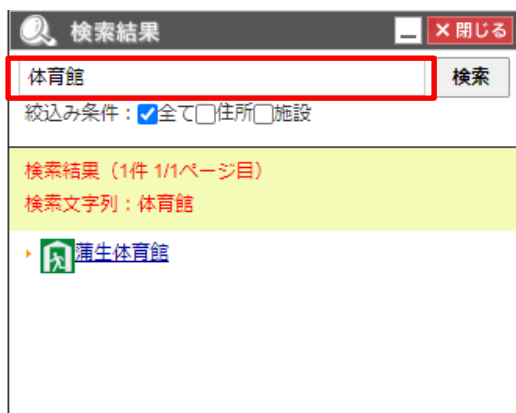 検索結果
閉じる
体育館
検索
絞込み条件：全て住所施設
検索結果（1件 1/1ページ目）
検索文字列：体育館
蒲生体育館